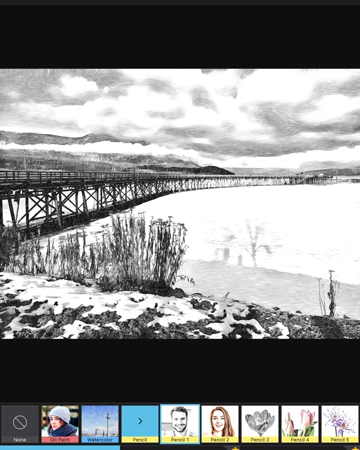 None
Oil Paint
Watercolor
Pencil
Pencil 1
Pencil 2
Pencil 3
Pencil 4
Pencil 5